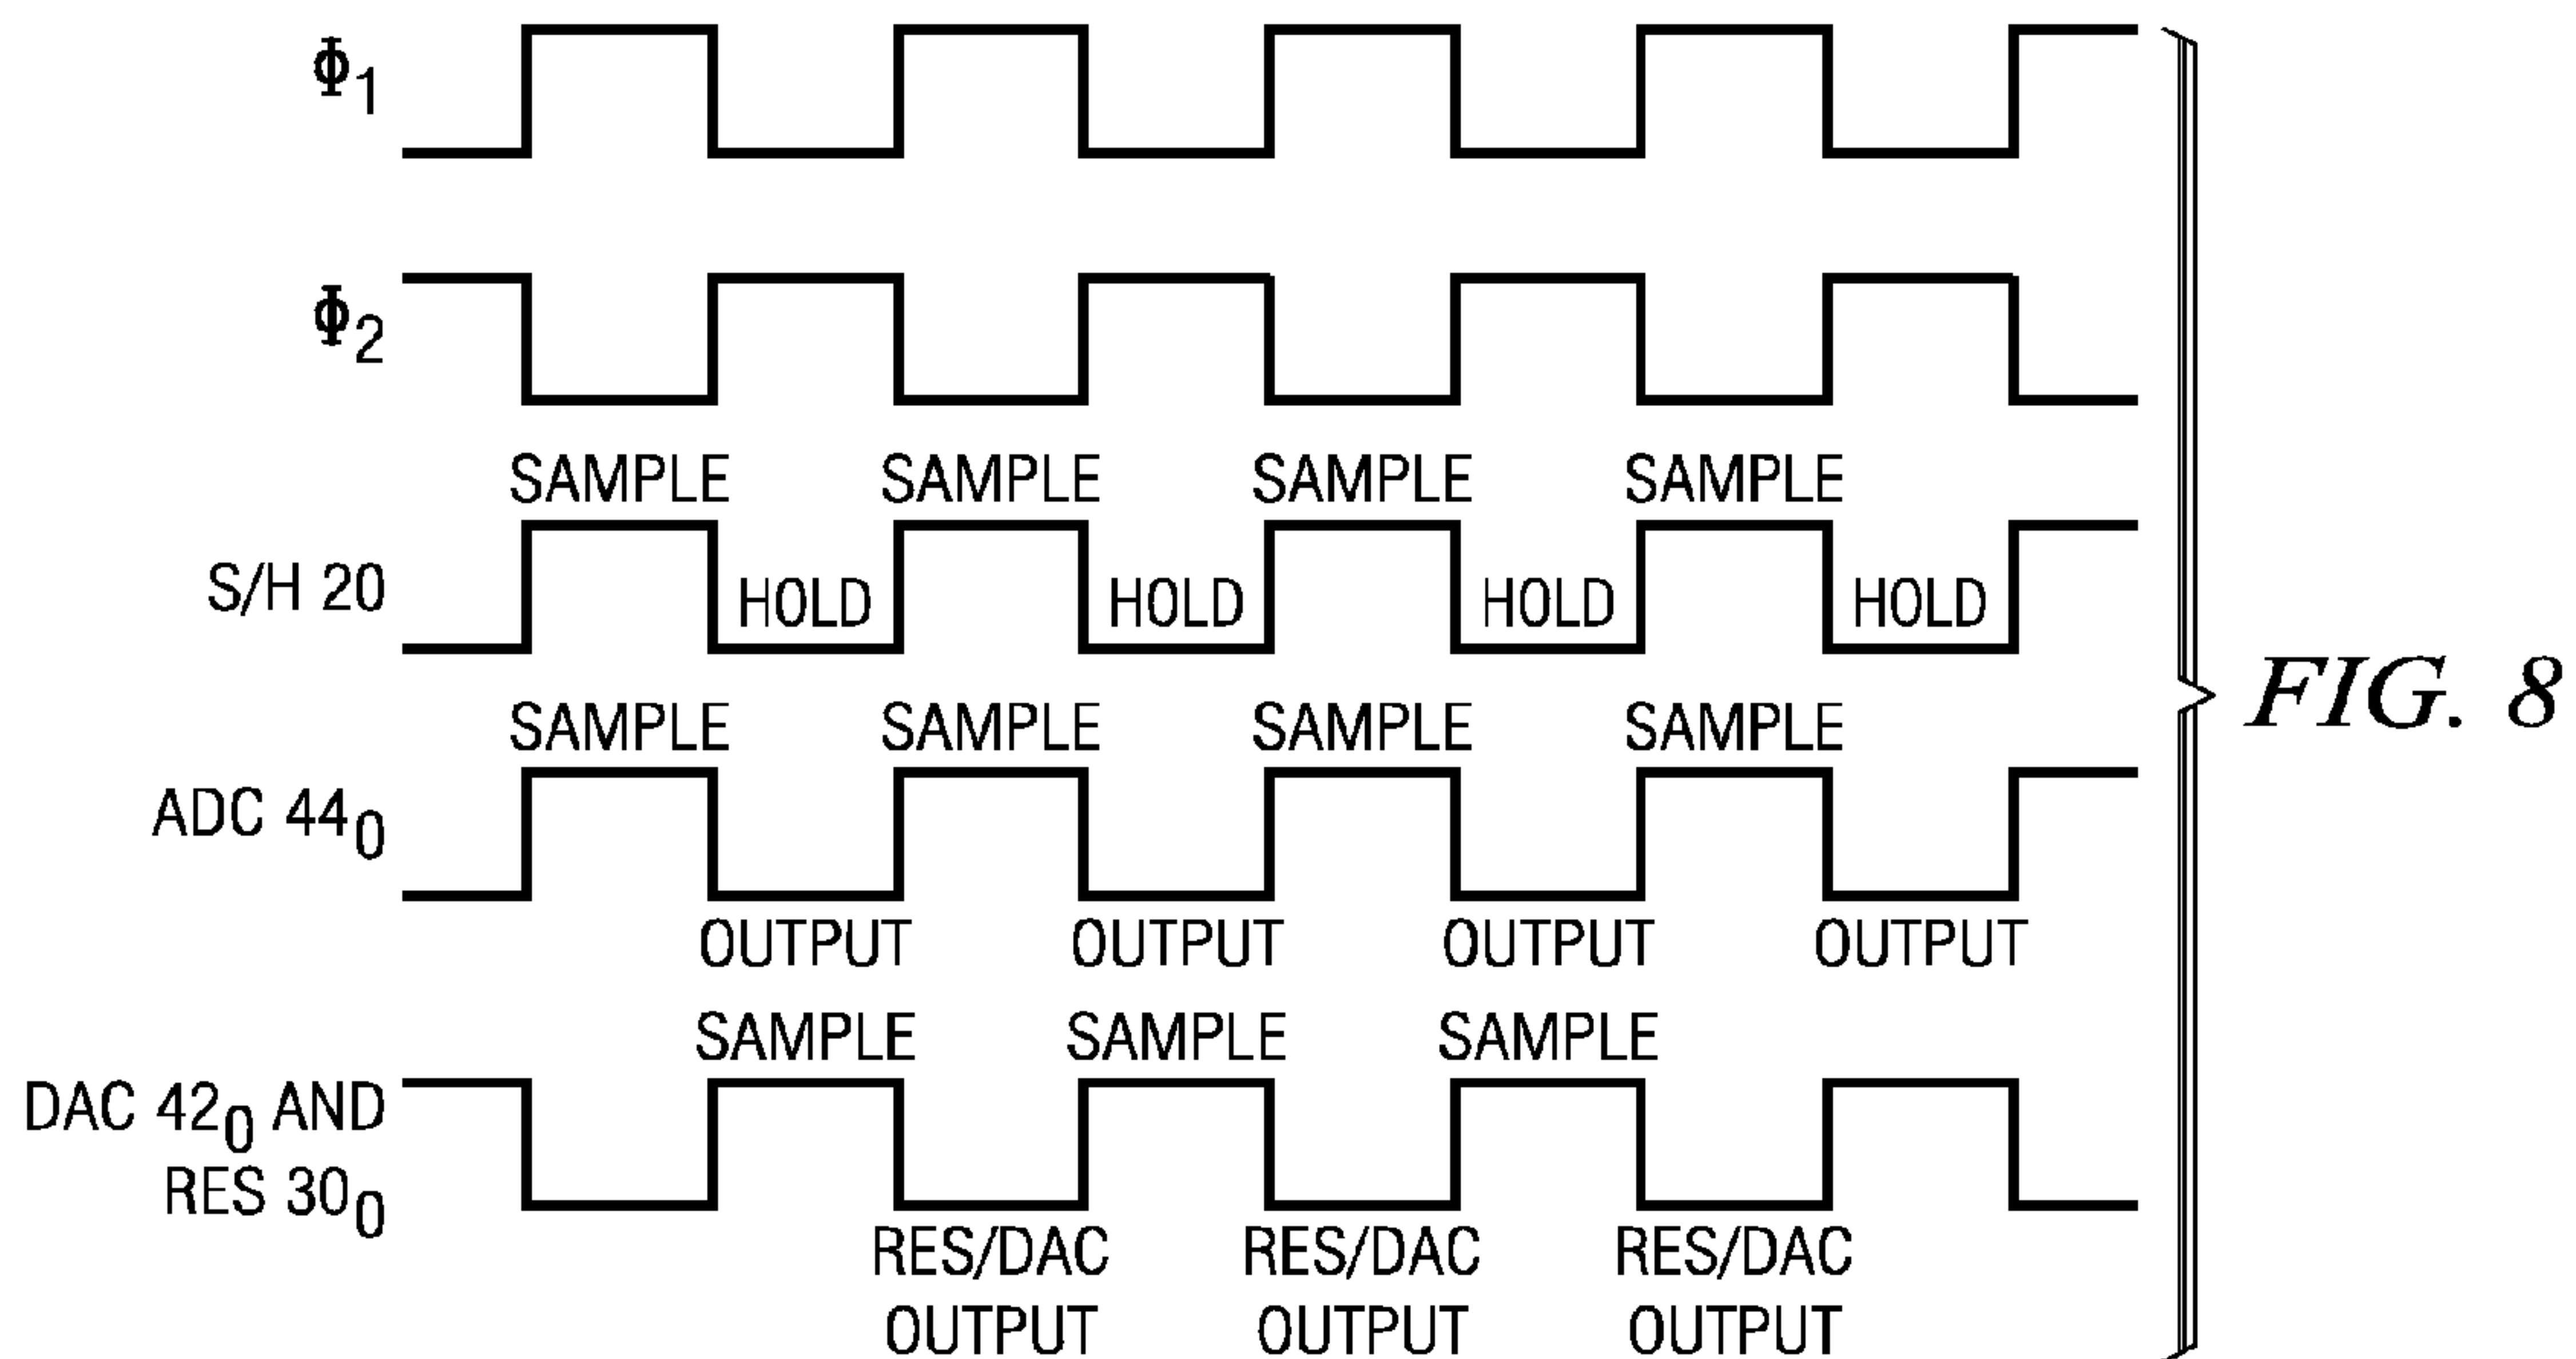 Φ1
Φ2
SAMPLE SAMPLE SAMPLE SAMPLE
S/H 20
HOLD HOLD HOLD HOLD
SAMPLE SAMPLE SAMPLE SAMPLE
ADC 440
OUTPUT OUTPUT OUTPUT OUTPUT
SAMPLE SAMPLE SAMPLE
DAC 420 AND
RES 300
RES/DAC RES/DAC RES/DAC
OUTPUT OUTPUT OUTPUT
FIG. 8